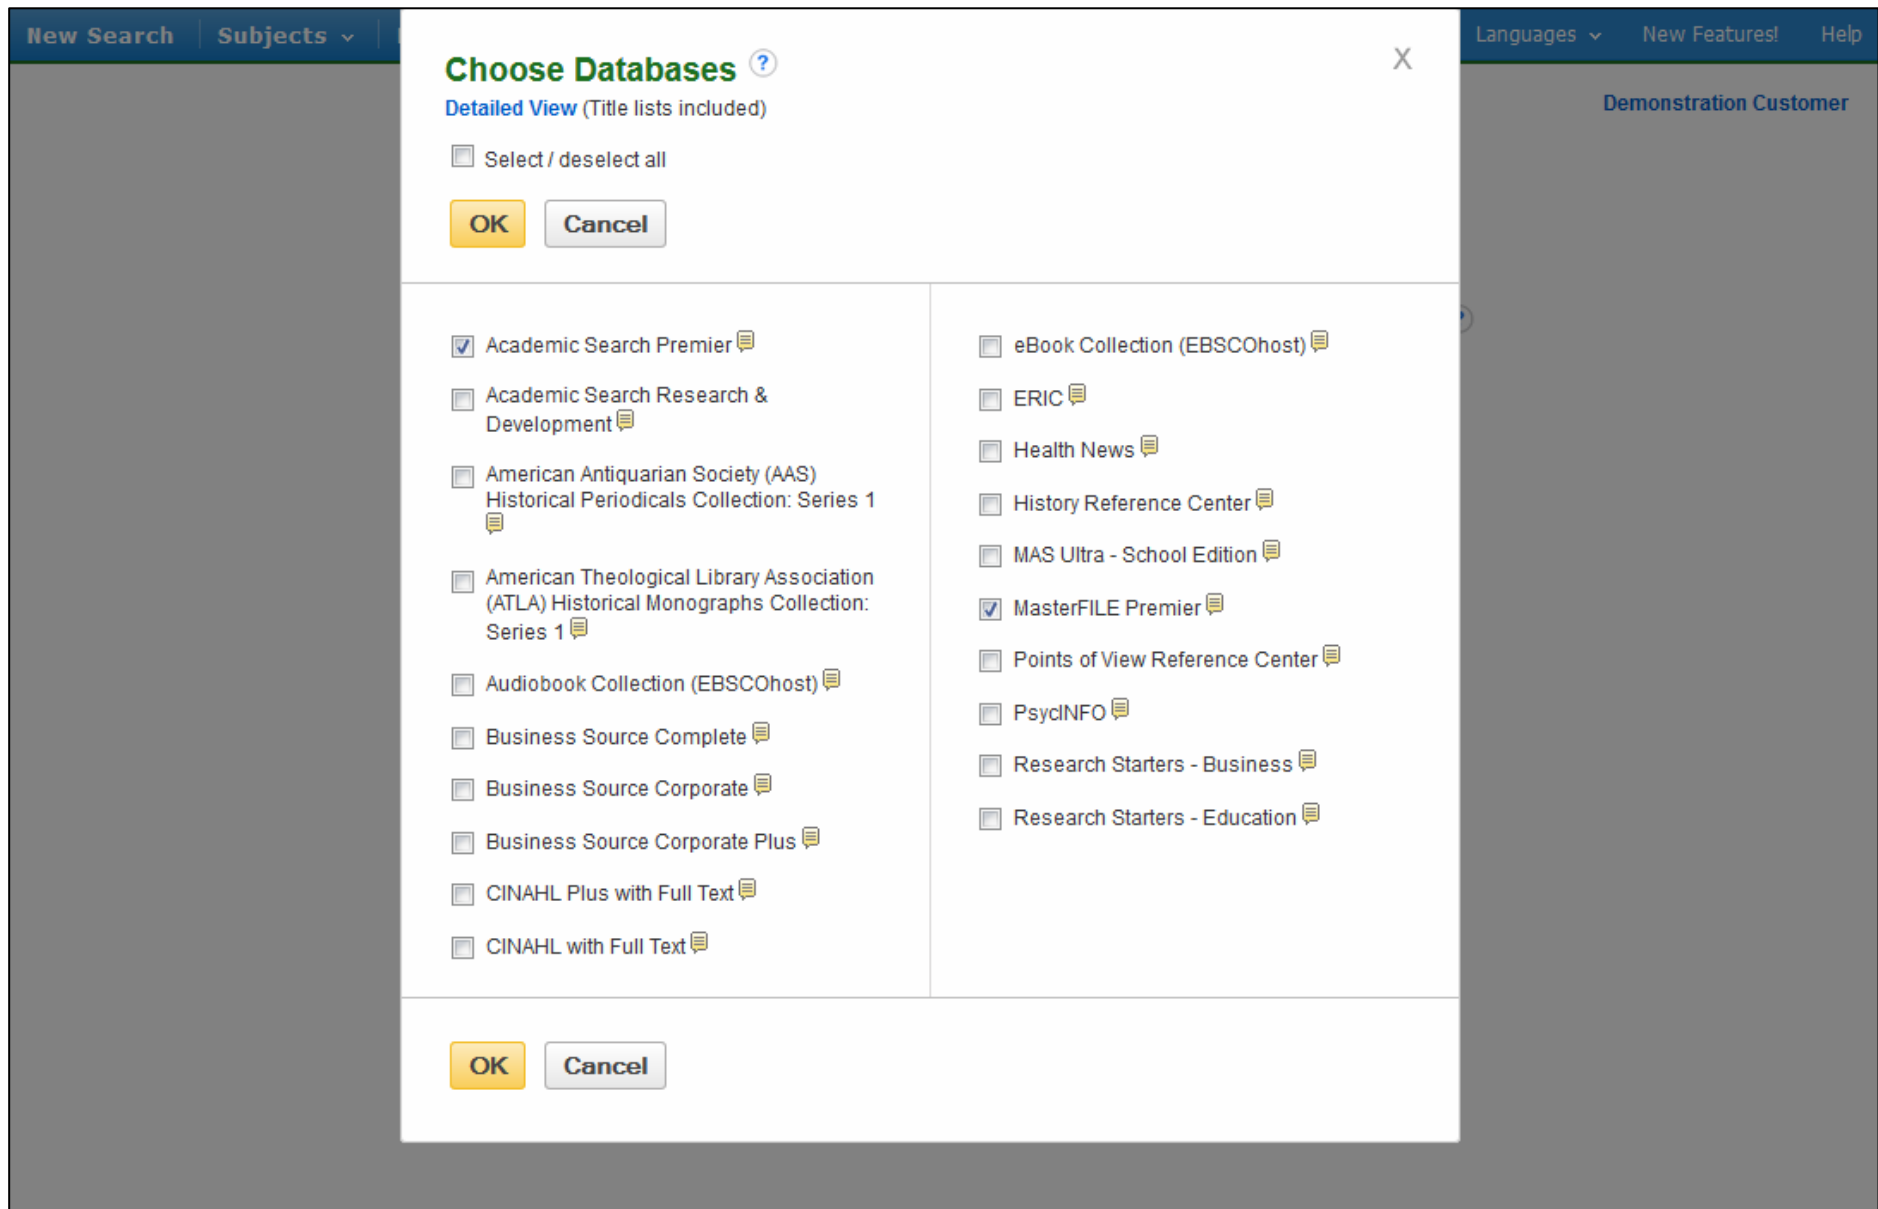 New Search
Subjects
Languages
New Features!
Help
Demonstration Customer
Choose Databases ?
X
Detailed View (Title lists included)
Select / deselect all
OK
Cancel
Academic Search Premier
Academic Search Research &
Development
American Antiquarian Society (AAS)
Historical Periodicals Collection: Series 1
American Theological Library Association
(ATLA) Historical Monographs Collection:
Series 1
Audiobook Collection (EBSCOhost)
Business Source Complete
Business Source Corporate
Business Source Corporate Plus
CINAHL Plus with Full Text
CINAHL with Full Text
eBook Collection (EBSCOhost)
ERIC
Health News
History Reference Center
MAS Ultra - School Edition
MasterFILE Premier
Points of View Reference Center
PsycINFO
Research Starters - Business
Research Starters - Education
OK
Cancel